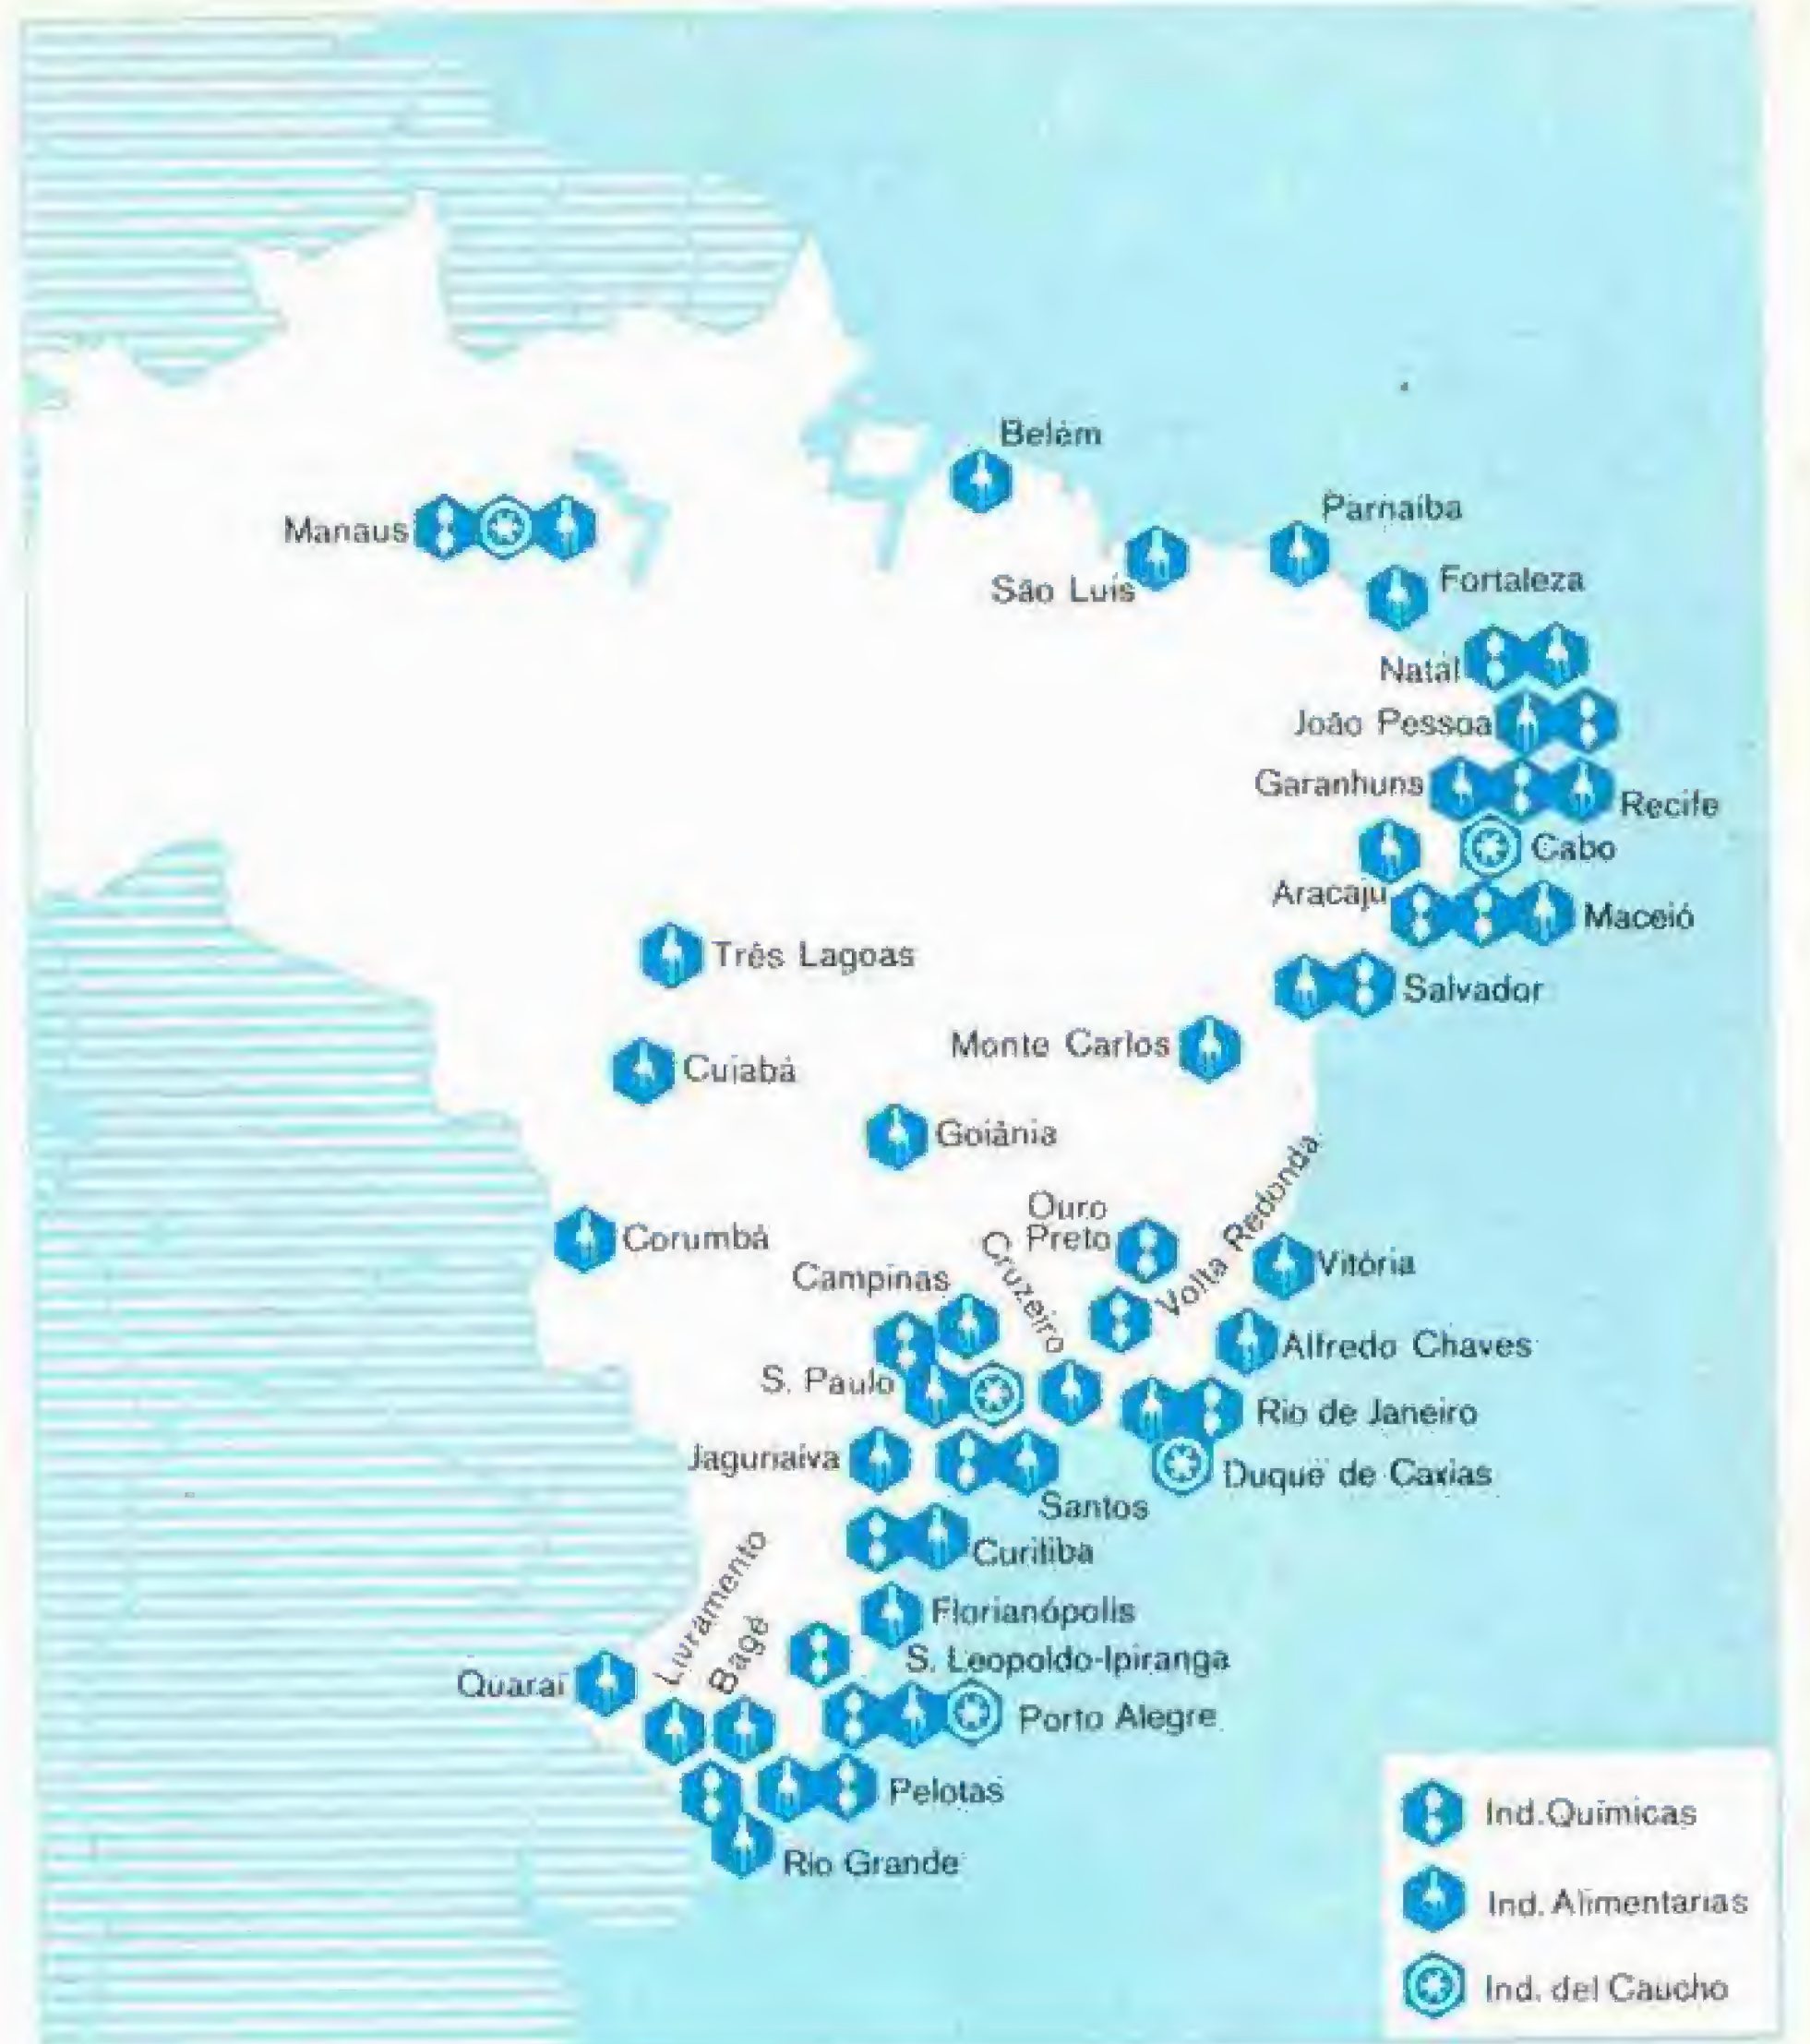 Belém
Parnaíba
Manaus
São Luís
Fortaleza
Natál
João Pessoa
Garanhuns
Recife
Cabo
Aracaju
Maceió
Três Lagoas
Salvador
Monte Carlos
Cuiabá
Goiânia
Volta Redonda
Ouro
Preto
Cruzeiro
Corumbá
Vitória
Campinas
Alfredo Chaves
S. Paulo
Rio de Janeiro
Jaguriaíva
Duque de Caxias
Santos
Curitiba
Livramento
Bagé
Florianópolis
S. Leopoldo-Ipiranga
Quaraí
Porto Alegre
Pelotas
Rio Grande
Ind.Químicas
Ind. Alimentarias
Ind. del Caucho